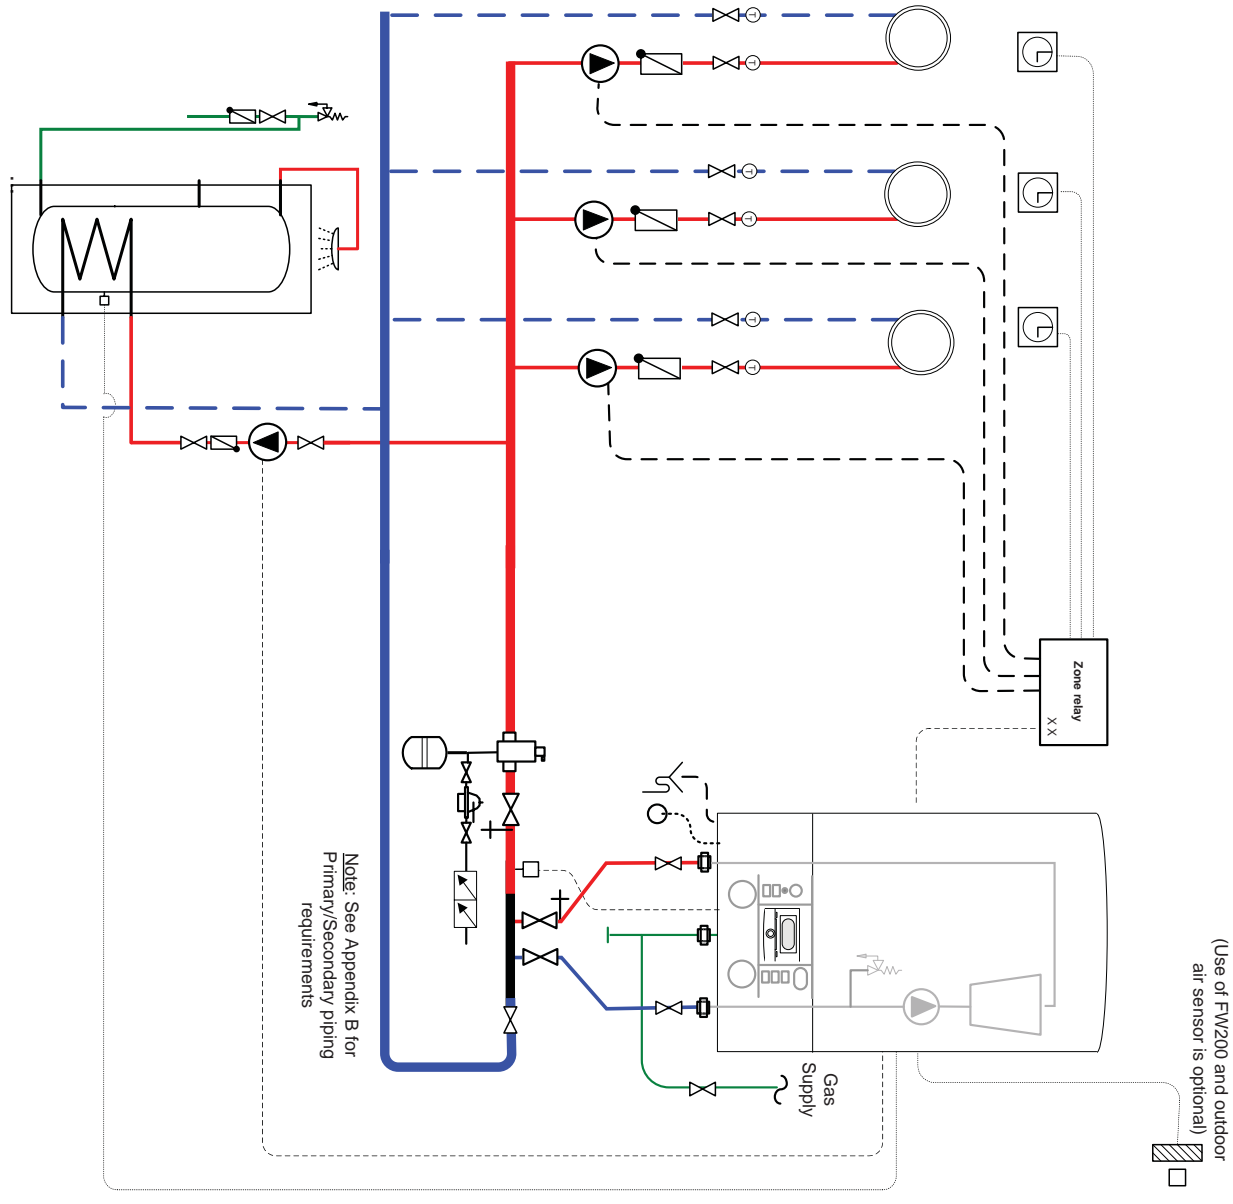 (Use of FW200 and outdoor
air sensor is optional)
Zone relay
X X
Gas
Supply
Note: See Appendix B for
Primary/Secondary piping
requirements
T
T
T
T
T
T